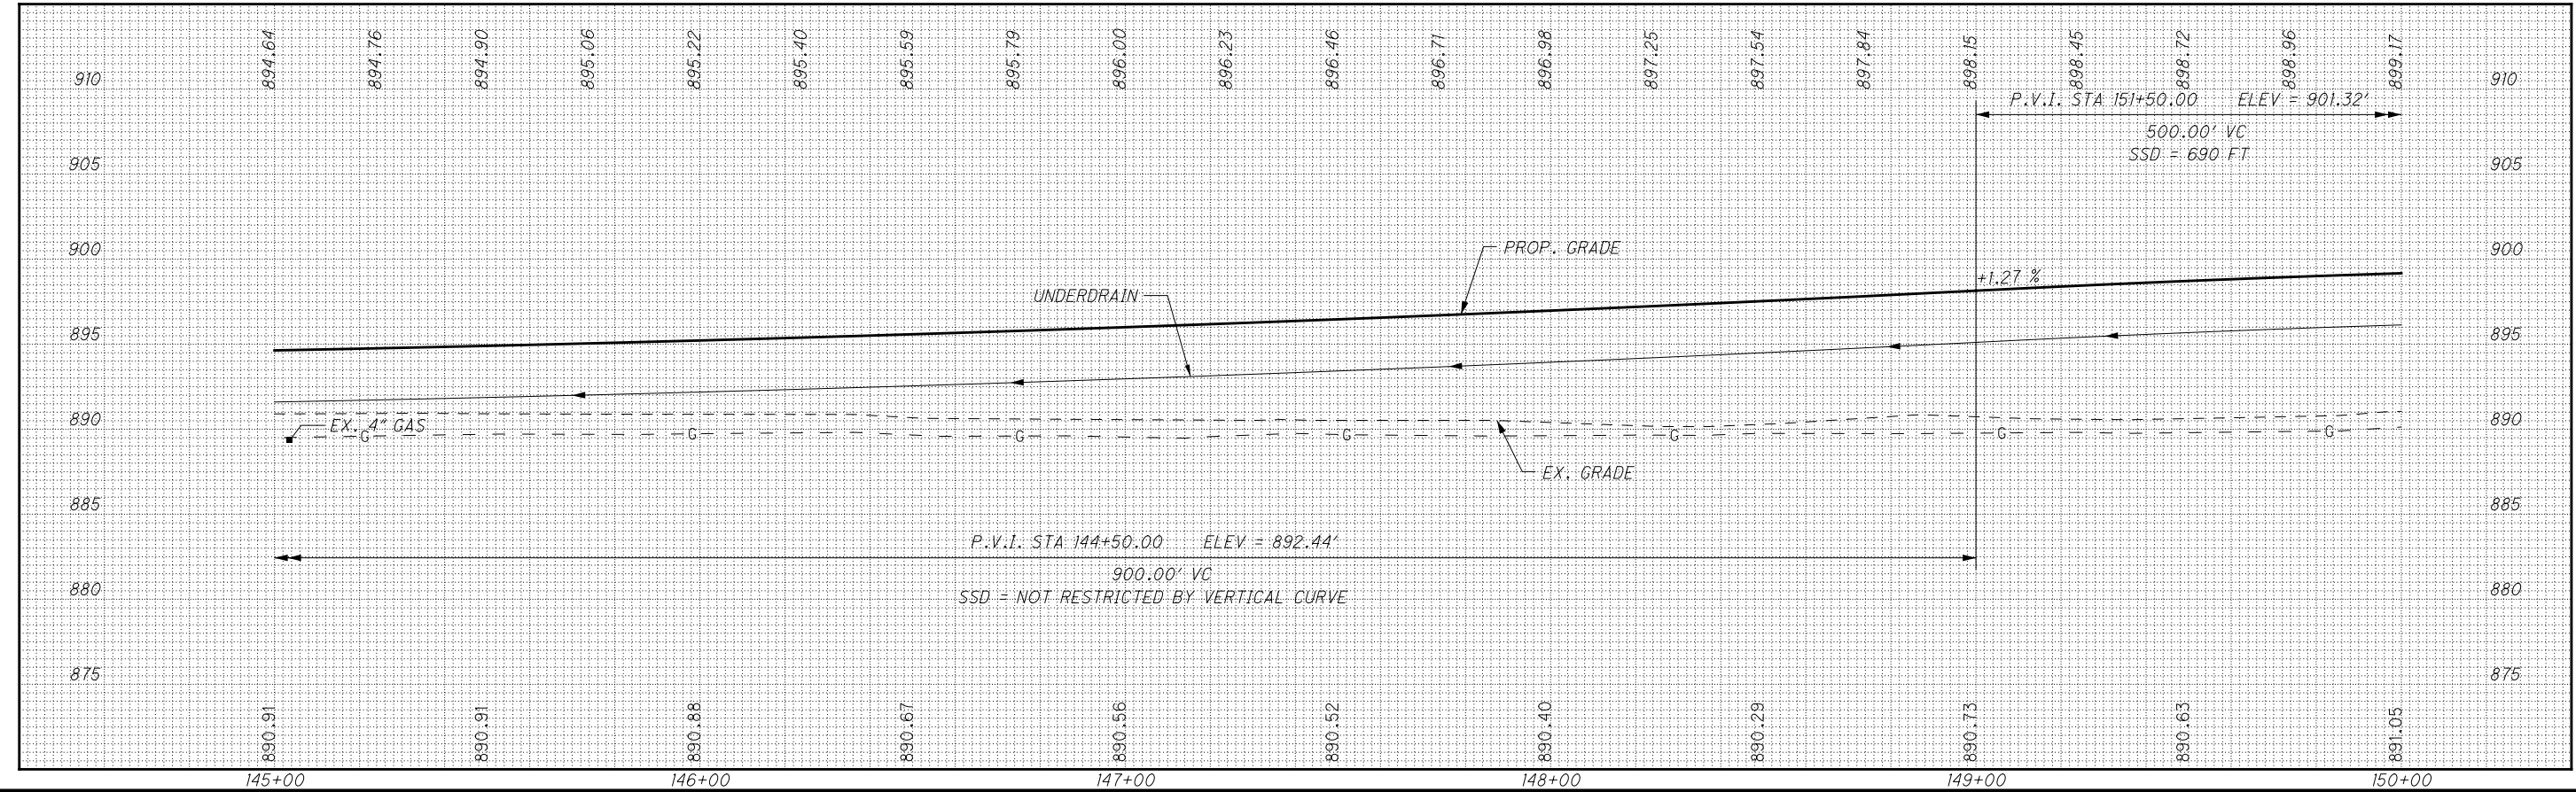 894.64 894.76 894.90 895.06 895.22 895.40 895.59 895.79 896.00 896.23 896.46 896.71 896.98 897.25 897.54 897.84 898.15 898.45 898.72 898.96 899.17
910 910
P.V.I. STA 151+50.00 ELEV = 901.32'
500.00' VC
SSD = 690 FT
905 905
900 900
PROP. GRADE
+1.27 %
UNDERDRAIN
895 895
890 890
EX. 4" GAS
G G G G G G G
EX. GRADE
885 885
P.V.I. STA 144+50.00 ELEV = 892.44'
900.00' VC
SSD = NOT RESTRICTED BY VERTICAL CURVE
880 880
875 875
890.91 890.91 890.88 890.67 890.56 890.52 890.40 890.29 890.73 890.63 891.05
145+00 146+00 147+00 148+00 149+00 150+00